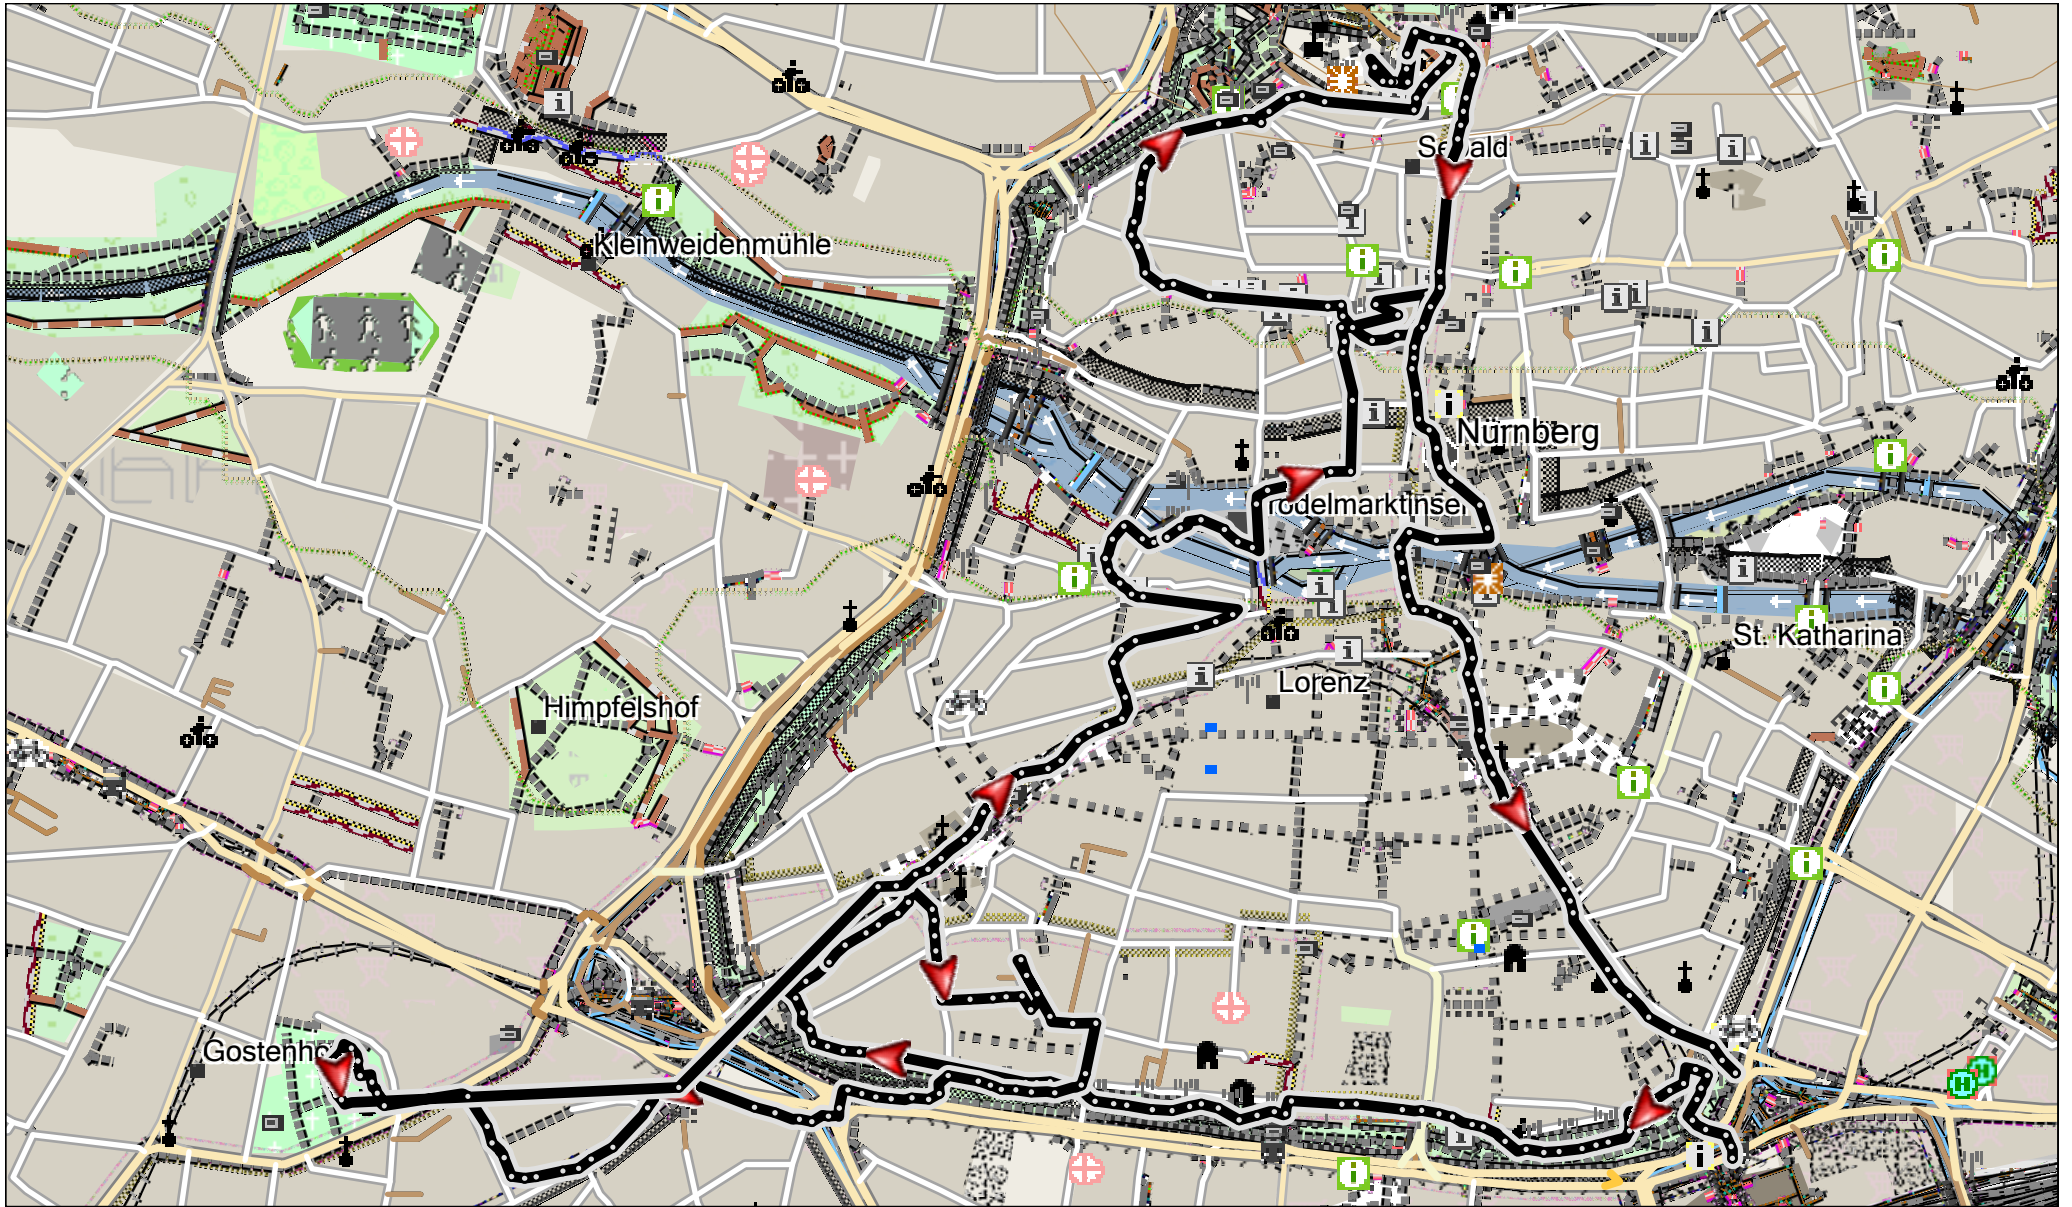 Kleinweidenmühle
Nürnberg
St. Katharina
Lorenz
Himpfelshof